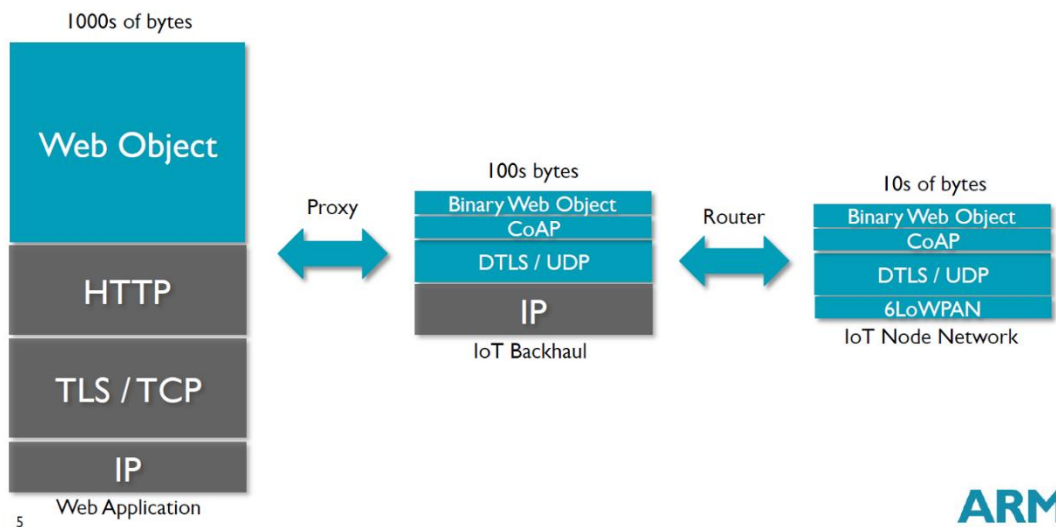 1000s of bytes
Web Object
HTTP
TLS / TCP
IP
Web Application
Proxy
100s bytes
Binary Web Object
CoAP
DTLS / UDP
IP
IoT Backhaul
Router
10s of bytes
Binary Web Object
CoAP
DTLS / UDP
6LoWPAN
IoT Node Network
5
ARM